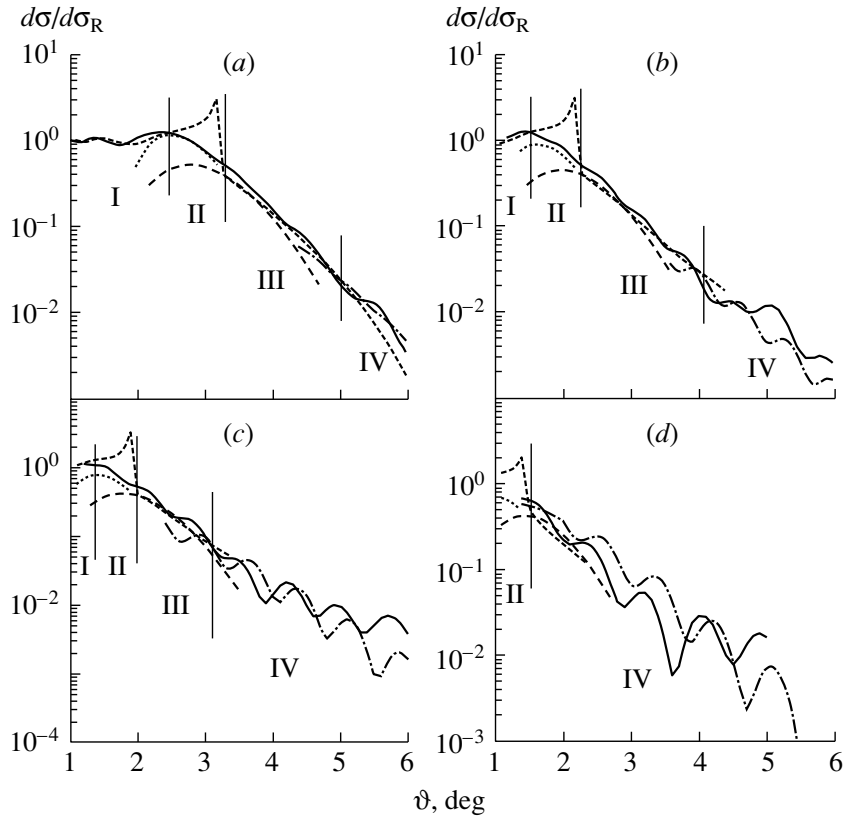 dσ/dσ_R
dσ/dσ_R
10^1
(a)
10^1
(b)
10^0
10^0
I
II
I
II
10^–1
10^–1
III
III
10^–2
10^–2
IV
IV
(c)
(d)
10^0
10^0
I
II
II
10^–1
III
10^–2
IV
10^–2
IV
10^–4
10^–3
1 2 3 4 5 6
1 2 3 4 5 6
ϑ, deg